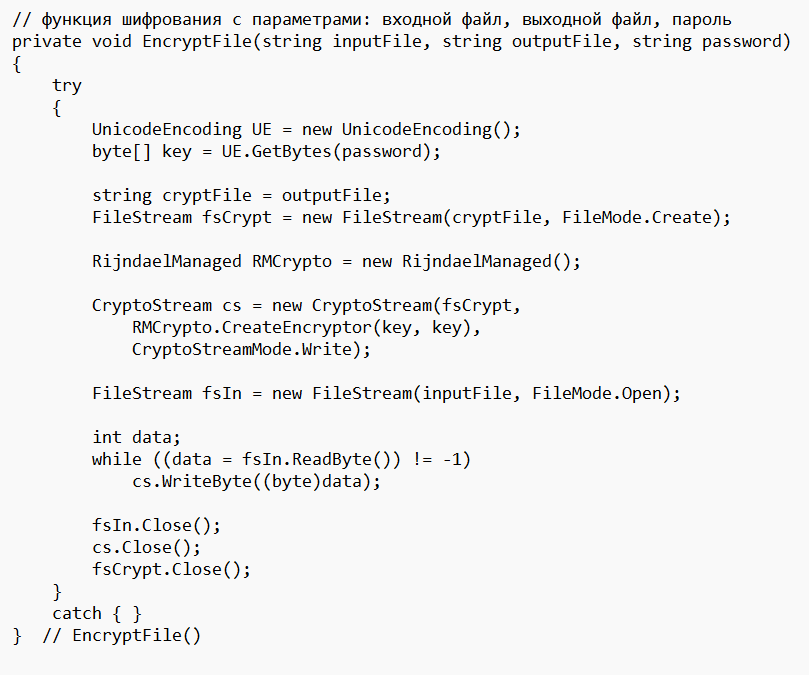 // функция шифрования с параметрами: входной файл, выходной файл, пароль
private void EncryptFile(string inputFile, string outputFile, string password)
{
    try
    {
        UnicodeEncoding UE = new UnicodeEncoding();
        byte[] key = UE.GetBytes(password);

        string cryptFile = outputFile;
        FileStream fsCrypt = new FileStream(cryptFile, FileMode.Create);

        RijndaelManaged RMCrypto = new RijndaelManaged();

        CryptoStream cs = new CryptoStream(fsCrypt,
            RMCrypto.CreateEncryptor(key, key),
            CryptoStreamMode.Write);

        FileStream fsIn = new FileStream(inputFile, FileMode.Open);

        int data;
        while ((data = fsIn.ReadByte()) != -1)
            cs.WriteByte((byte)data);

        fsIn.Close();
        cs.Close();
        fsCrypt.Close();
    }
    catch { }
}  // EncryptFile()